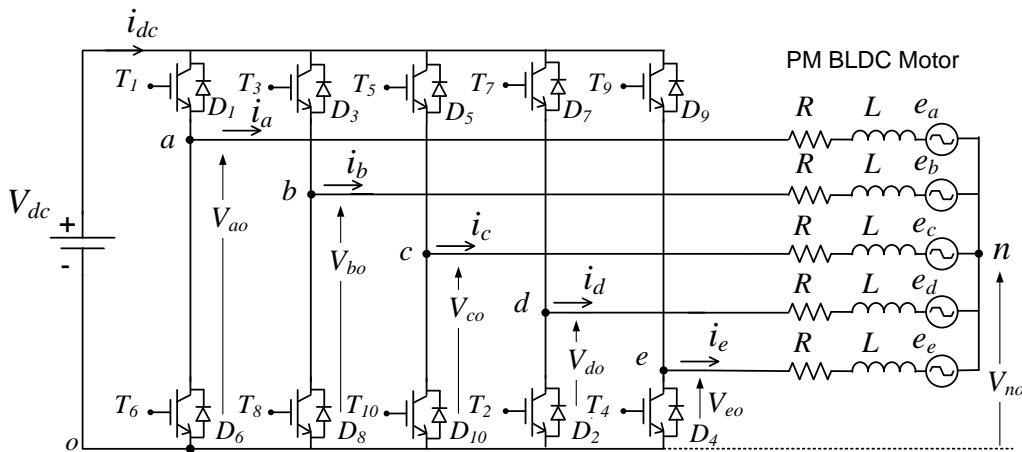 i_dc
PM BLDC Motor
T_1 T_3 T_5 T_7 T_9
D_1 D_3 D_5 D_7 D_9
i_a R L e_a
a
i_b R L e_b
b
V_dc + -
V_ao V_bo V_co V_do V_eo
i_c R L e_c
c n
i_d R L e_d
d
i_e R L e_e
e
V_no
T_6 T_8 T_10 T_2 T_4
D_6 D_8 D_10 D_2 D_4
o